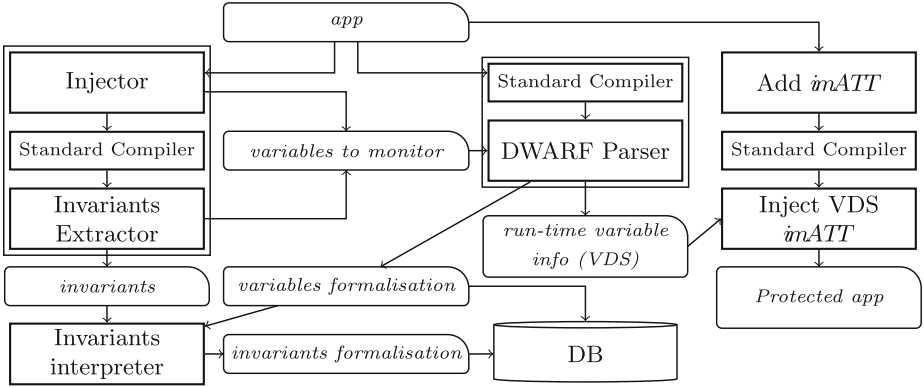 app
Injector
Standard Compiler
Add imATT
Standard Compiler
variables to monitor
DWARF Parser
Standard Compiler
Invariants
Extractor
Inject VDS
imATT
run-time variable
info (VDS)
invariants
variables formalisation
Protected app
Invariants
interpreter
invariants formalisation
DB